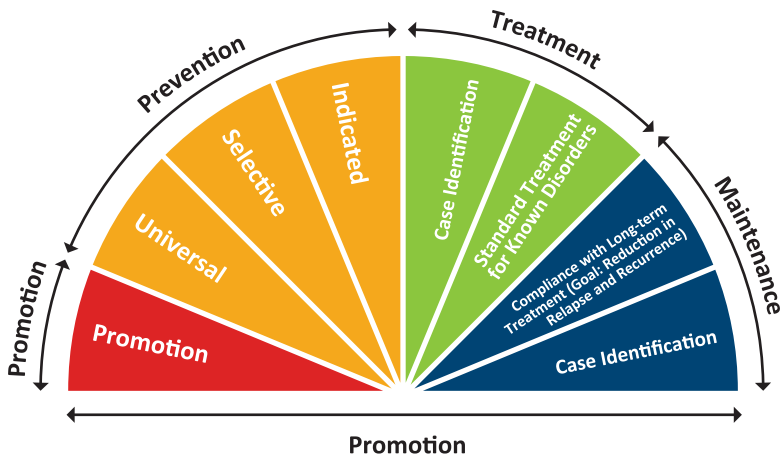 Promotion
Prevention
Treatment
Maintenance
Promotion
Universal
Selective
Indicated
Case Identification
Standard Treatment
for Known Disorders
Compliance with Long-term
Treatment (Goal: Reduction in
Relapse and Recurrence)
Case Identification
Promotion